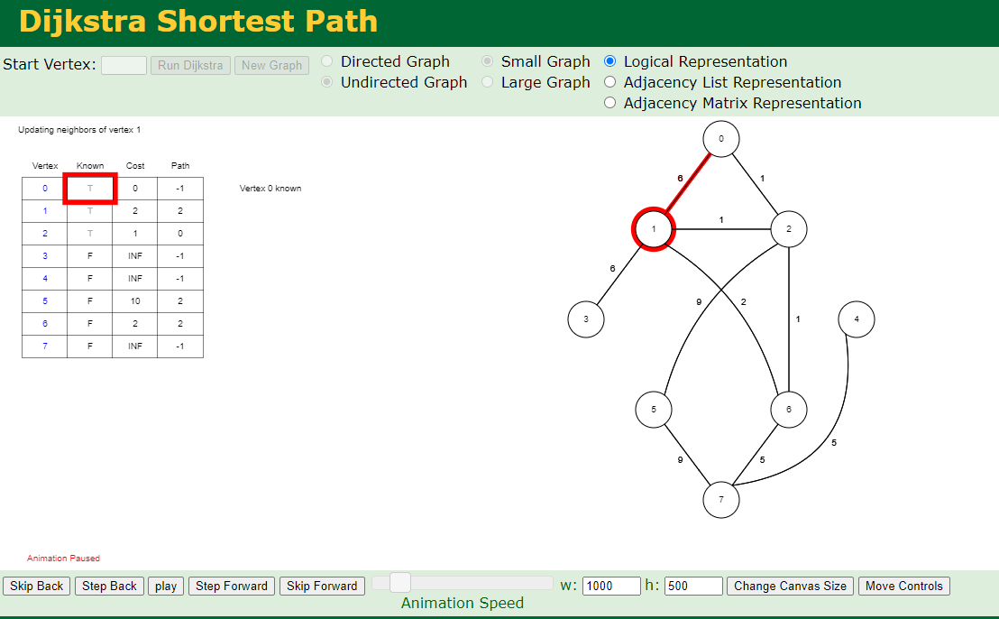 Dijkstra Shortest Path
Start Vertex: Run Dijkstra New Graph Directed Graph Small Graph Logical Representation
Undirected Graph Large Graph Adjacency List Representation
Adjacency Matrix Representation
Updating neighbors of vertex 1
Vertex Known Cost Path
0 T 0 -1 Vertex 0 known
1 T 2 2
2 T 1 0
3 F INF -1
4 F INF -1
5 F 10 2
6 F 2 2
7 F INF -1
0
6 1
1 1 2
6
9 2
3 1 4
5 6
5
9 5
7
Animation Paused
Skip Back Step Back play Step Forward Skip Forward w: 1000 h: 500 Change Canvas Size Move Controls
Animation Speed